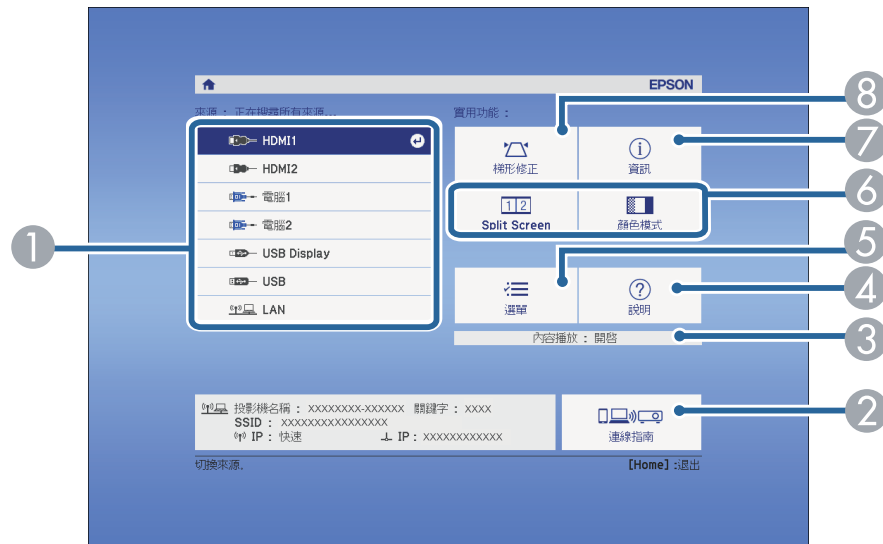 EPSON
來源：正在搜尋所有來源...
HDMI1
HDMI2
電腦1
電腦2
USB Display
USB
LAN
實用功能：
梯形修正
資訊
1 2
Split Screen
顏色模式
選單
說明
內容播放：開啓
投影機名稱：XXXXXXXX-XXXXXX 關鍵字：XXXX
SSID：XXXXXXXXXXXXXXX
IP：快速 IP：XXXXXXXXXXXX
連線指南
切換來源。
[Home] :退出
1
8
7
6
5
4
3
2